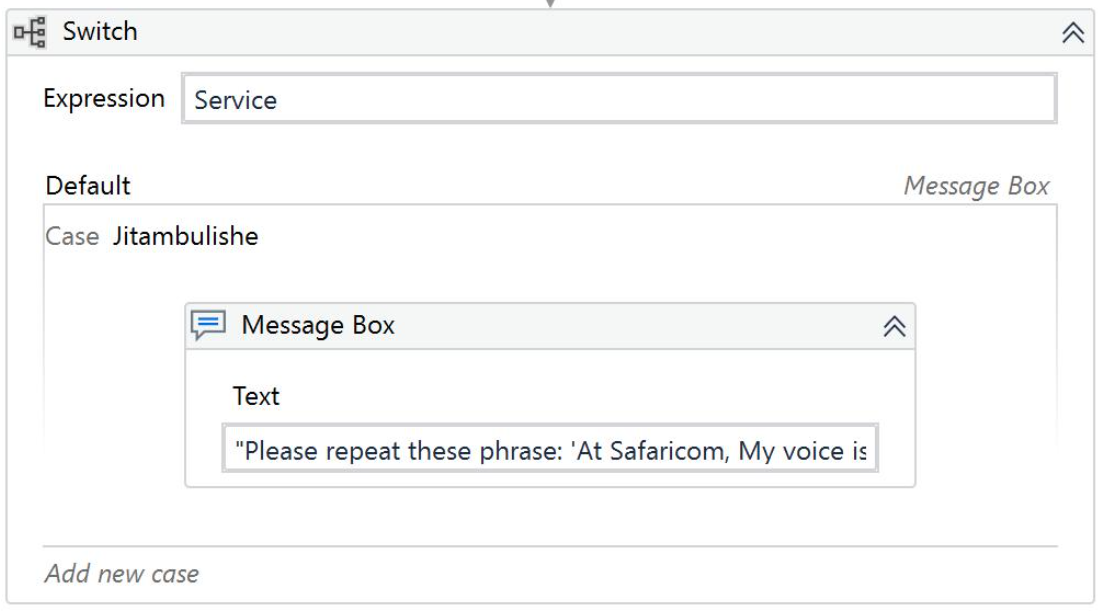 Switch
Expression Service
Default Message Box
Case Jitambulishe
Message Box
Text
"Please repeat these phrase: 'At Safaricom, My voice is
Add new case